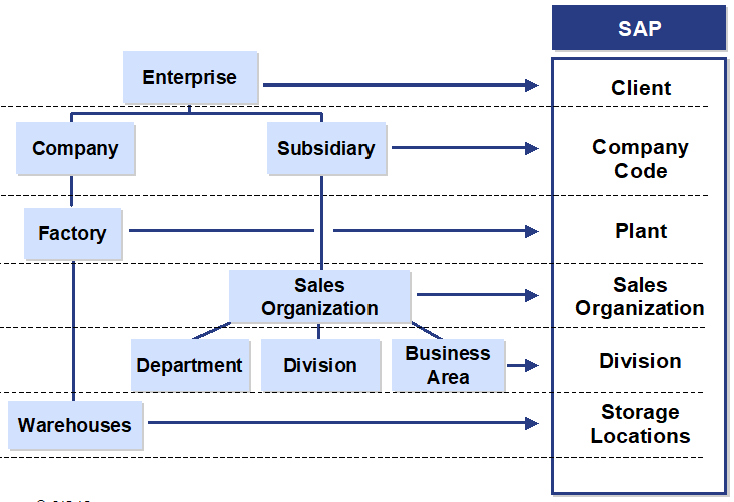 SAP
Enterprise
Client
Company
Subsidiary
Company
Code
Factory
Plant
Sales
Organization
Sales
Organization
Department
Division
Business
Area
Division
Warehouses
Storage
Locations